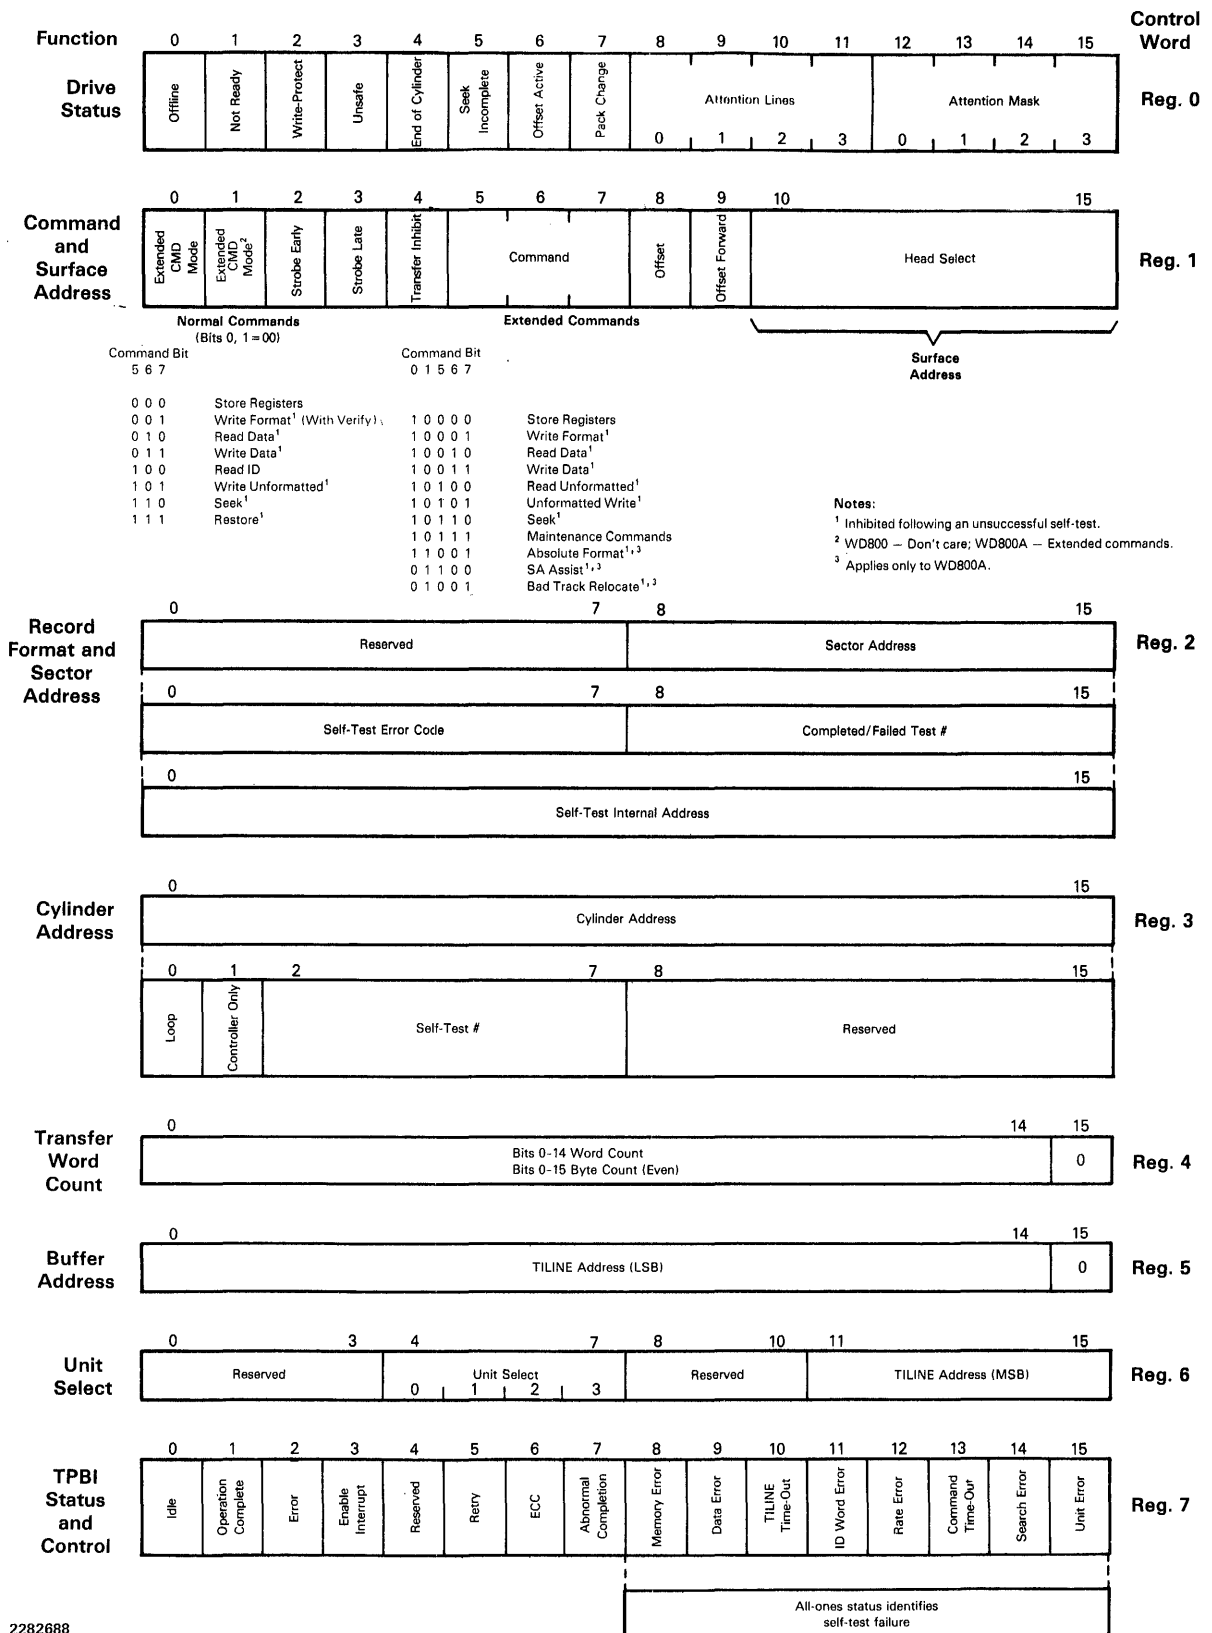 Function 0 1 2 3 4 5 6 7 8 9 10 11 12 13 14 15 Control Word
Drive Status
Offline
Not Ready
Write-Protect
Unsafe
End of Cylinder
Seek Incomplete
Offset Active
Pack Change
Attention Lines
0 1 2 3
Attention Mask
0 1 2 3
Reg. 0
0 1 2 3 4 5 6 7 8 9 10 15
Command and Surface Address
Extended CMD Mode
Extended CMD Mode²
Strobe Early
Strobe Late
Transfer Inhibit
Command
Offset
Offset Forward
Head Select
Reg. 1
Surface Address
Normal Commands
(Bits 0, 1 = 00)
Command Bit
5 6 7
0 0 0 Store Registers
0 0 1 Write Format¹ (With Verify)
0 1 0 Read Data¹
0 1 1 Write Data¹
1 0 0 Read ID
1 0 1 Write Unformatted¹
1 1 0 Seek¹
1 1 1 Restore¹
Extended Commands
Command Bit
0 1 5 6 7
1 0 0 0 0 Store Registers
1 0 0 0 1 Write Format¹
1 0 0 1 0 Read Data¹
1 0 0 1 1 Write Data¹
1 0 1 0 0 Read Unformatted¹
1 0 1 0 1 Unformatted Write¹
1 0 1 1 0 Seek¹
1 0 1 1 1 Maintenance Commands
1 1 0 0 1 Absolute Format¹,³
0 1 1 0 0 SA Assist¹,³
0 1 0 0 1 Bad Track Relocate¹,³
Notes:
¹ Inhibited following an unsuccessful self-test.
² WD800 — Don't care; WD800A — Extended commands.
³ Applies only to WD800A.
0 7 8 15
Record Format and Sector Address
Reserved
Sector Address
Reg. 2
0 7 8 15
Self-Test Error Code
Completed/Failed Test #
0 15
Self-Test Internal Address
0 15
Cylinder Address
Cylinder Address
Reg. 3
0 1 2 7 8 15
Loop
Controller Only
Self-Test #
Reserved
0 14 15
Transfer Word Count
Bits 0-14 Word Count
Bits 0-15 Byte Count (Even)
0
Reg. 4
0 14 15
Buffer Address
TILINE Address (LSB)
0
Reg. 5
0 3 4 7 8 10 11 15
Unit Select
Reserved
Unit Select
0 1 2 3
Reserved
TILINE Address (MSB)
Reg. 6
0 1 2 3 4 5 6 7 8 9 10 11 12 13 14 15
TPBI Status and Control
Idle
Operation Complete
Error
Enable Interrupt
Reserved
Retry
ECC
Abnormal Completion
Memory Error
Data Error
TILINE Time-Out
ID Word Error
Rate Error
Command Time-Out
Search Error
Unit Error
Reg. 7
All-ones status identifies
self-test failure
2282688